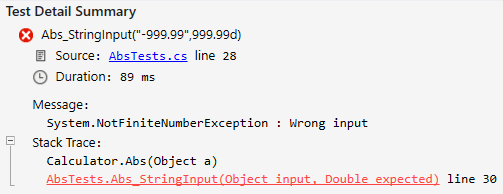 Test Detail Summary
Abs_StringInput("-999.99",999.99d)
Source: AbsTests.cs line 28
Duration: 89 ms
Message:
System.NotFiniteNumberException : Wrong input
Stack Trace:
Calculator.Abs(Object a)
AbsTests.Abs_StringInput(Object input, Double expected) line 30